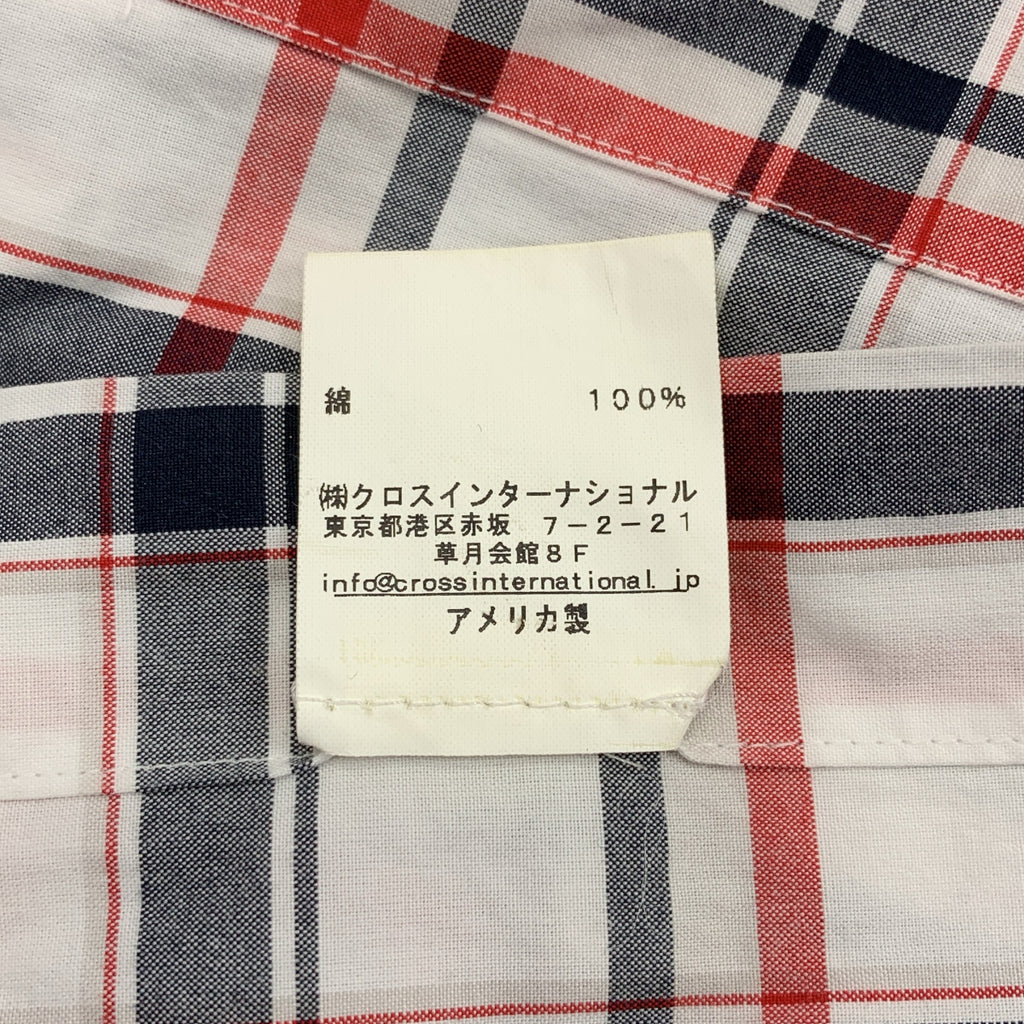 綿 100%
㈱クロスインターナショナル
東京都港区赤坂 7-2-21
草月会館8F
info@crossinternational.jp
アメリカ製